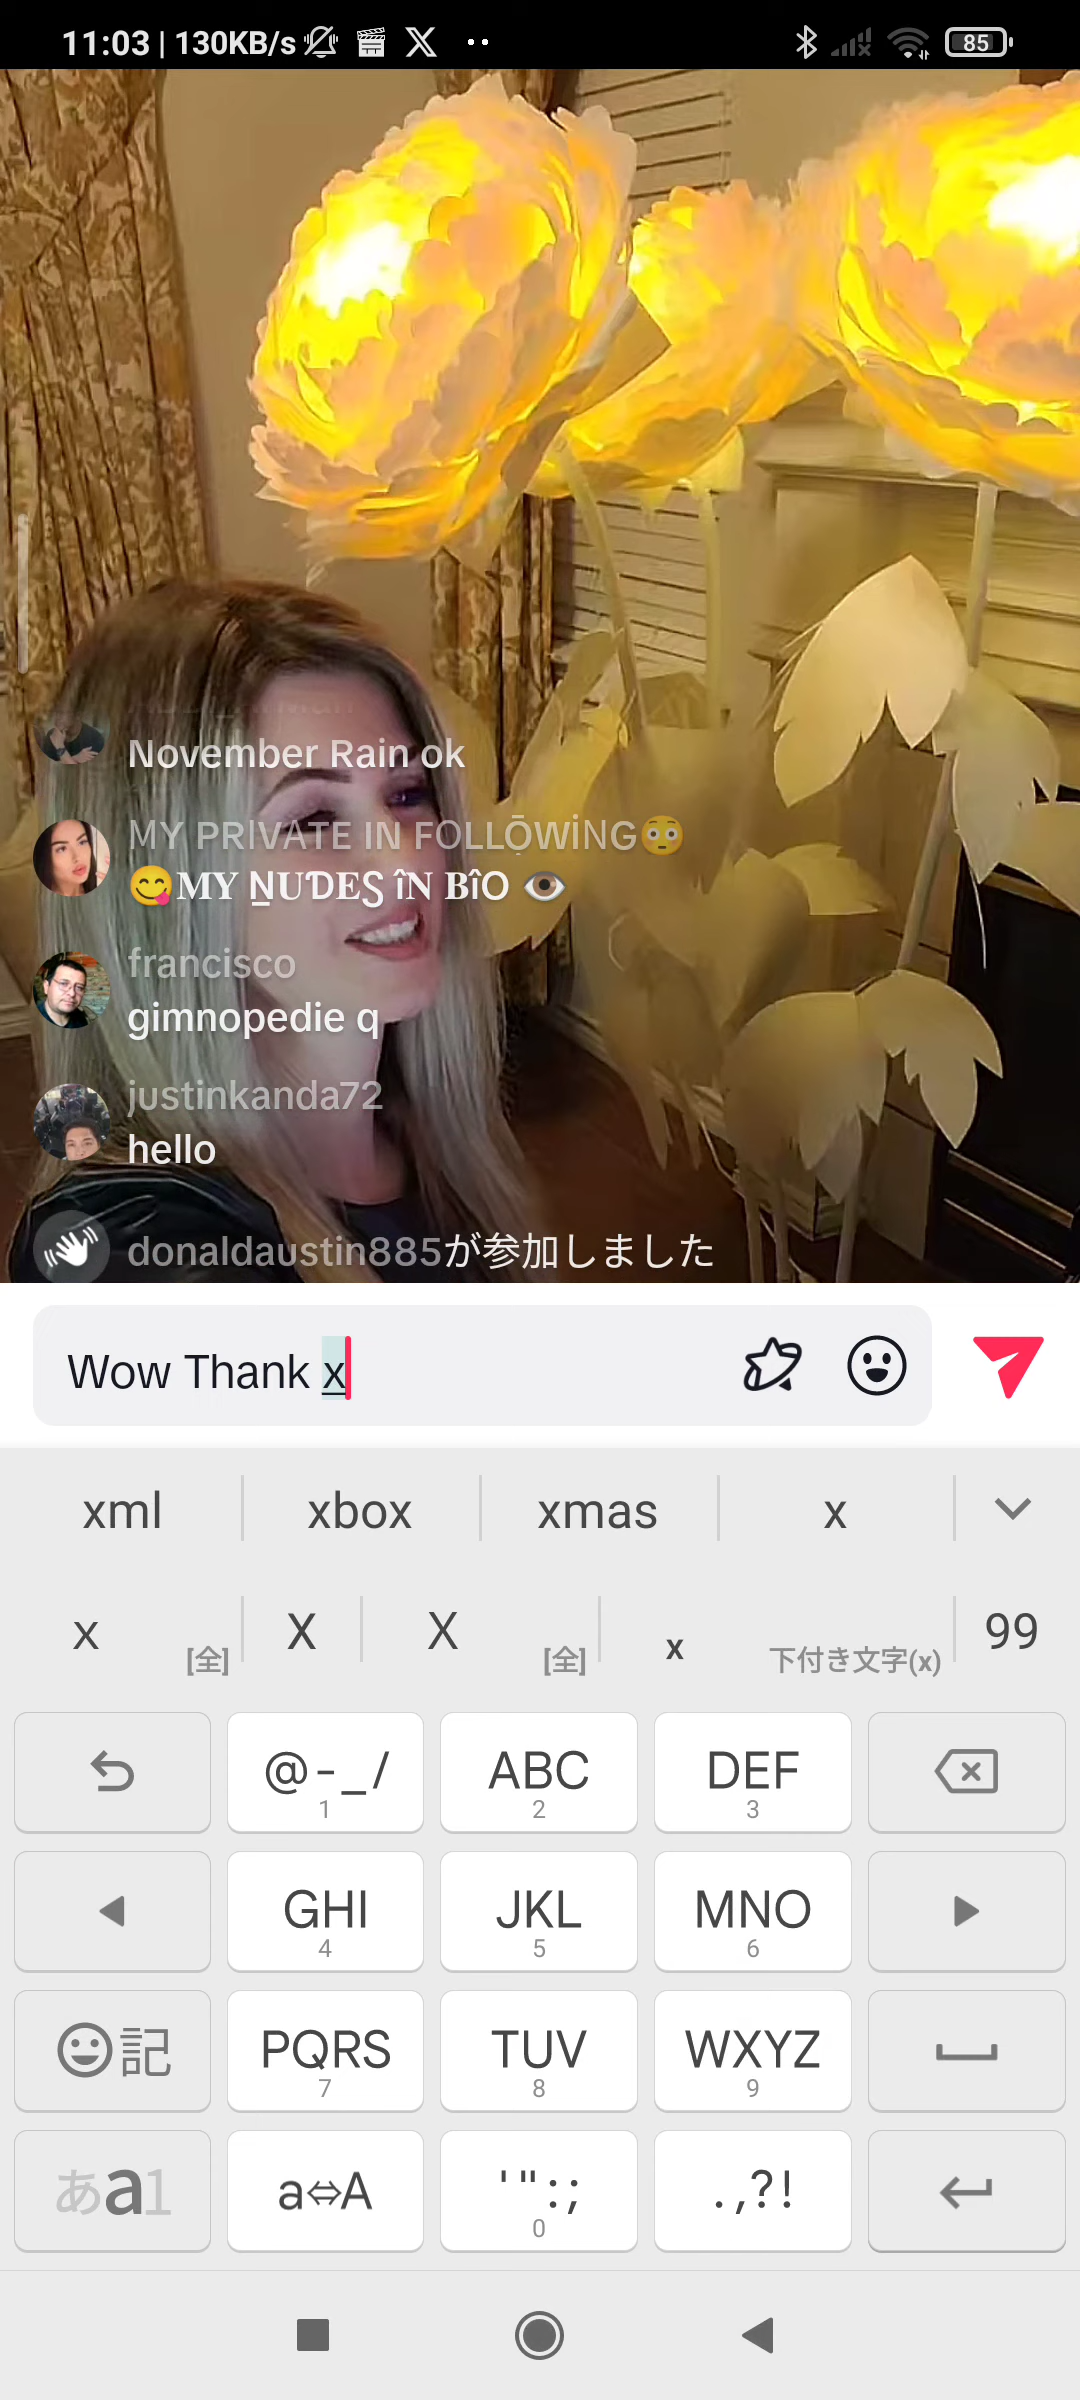 11:03 | 130KB/s
85
November Rain ok
MY PRIVATE IN FOLLŌWİNG😳
😋MY NUDES îN BîO 👁
francisco
gimnopedie q
justinkanda72
hello
donaldaustin885が参加しました
Wow Thank x
xml xbox xmas x
x [全] X X [全] x 下付き文字(x) 99
@-_/ ABC DEF
1 2 3
GHI JKL MNO
4 5 6
記 PQRS TUV WXYZ
7 8 9
あa1 a⇔A '":; .,?!
0